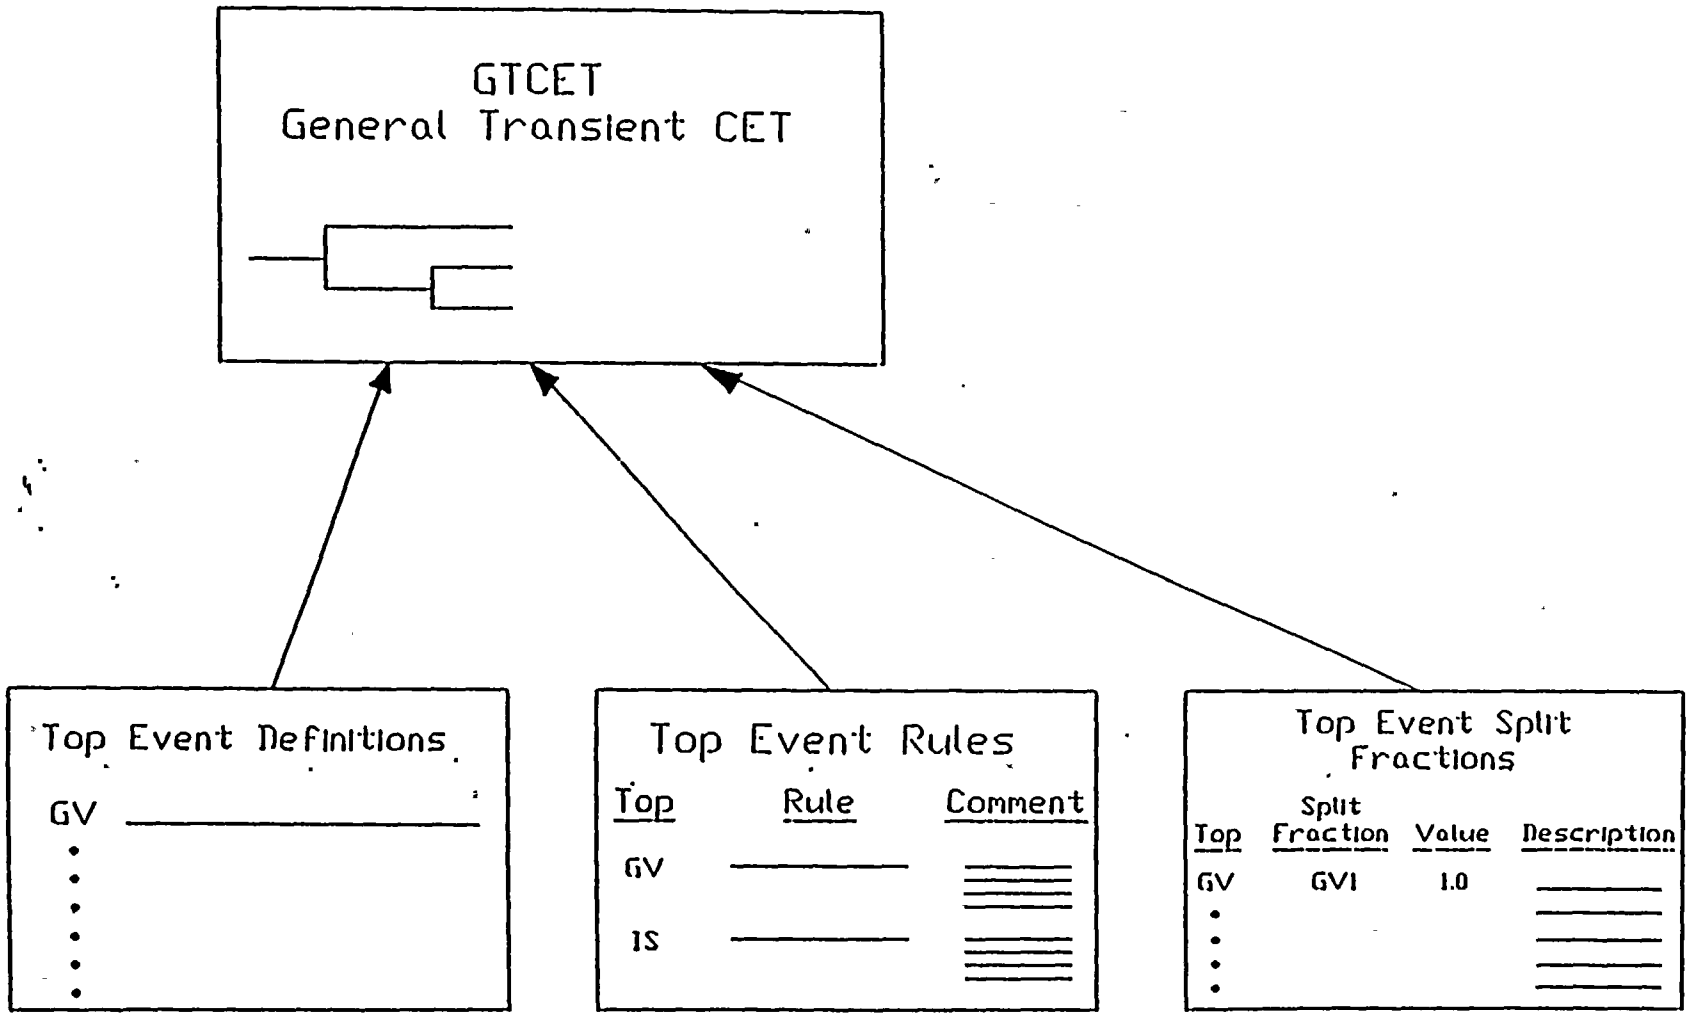 GTCET
General Transient CET
Top Event Definitions
GV
Top Event Rules
Top Rule Comment
GV
IS
Top Event Split
Fractions
Split
Top Fraction Value Description
GV GV1 1.0